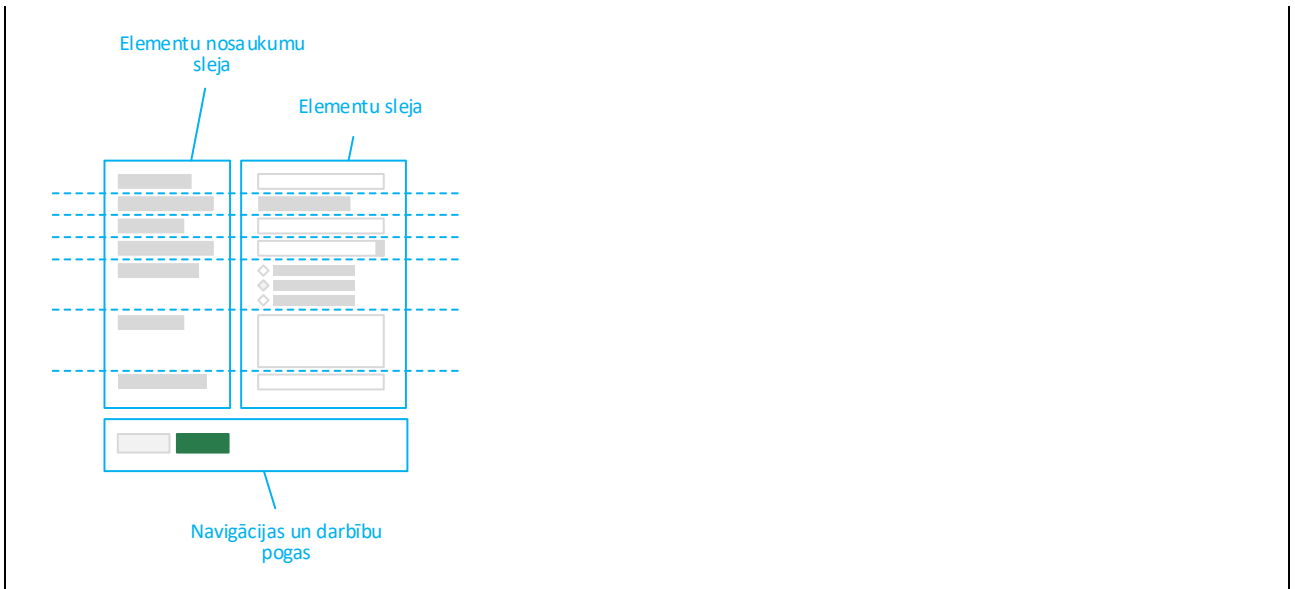 Elementu nosaukumu
sleja
Elementu sleja
Navigācijas un darbību
pogas